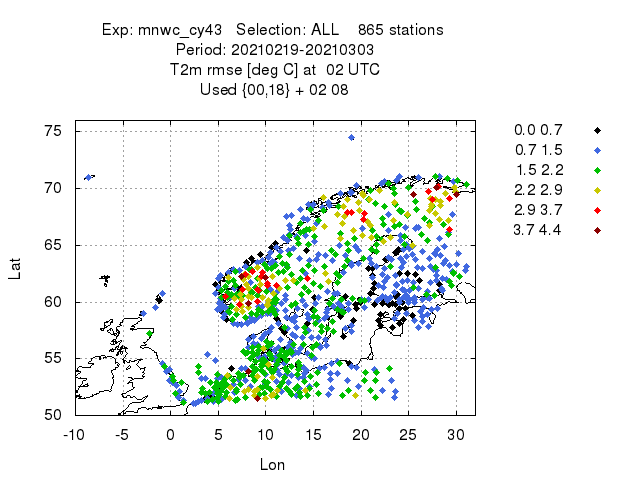 Exp: mnwc_cy43 Selection: ALL 865 stations
Period: 20210219-20210303
T2m rmse [deg C] at 02 UTC
Used {00,18} + 02 08
0.0 0.7
0.7 1.5
1.5 2.2
2.2 2.9
2.9 3.7
3.7 4.4
75
70
65
60
55
50
Lat
-10 -5 0 5 10 15 20 25 30
Lon